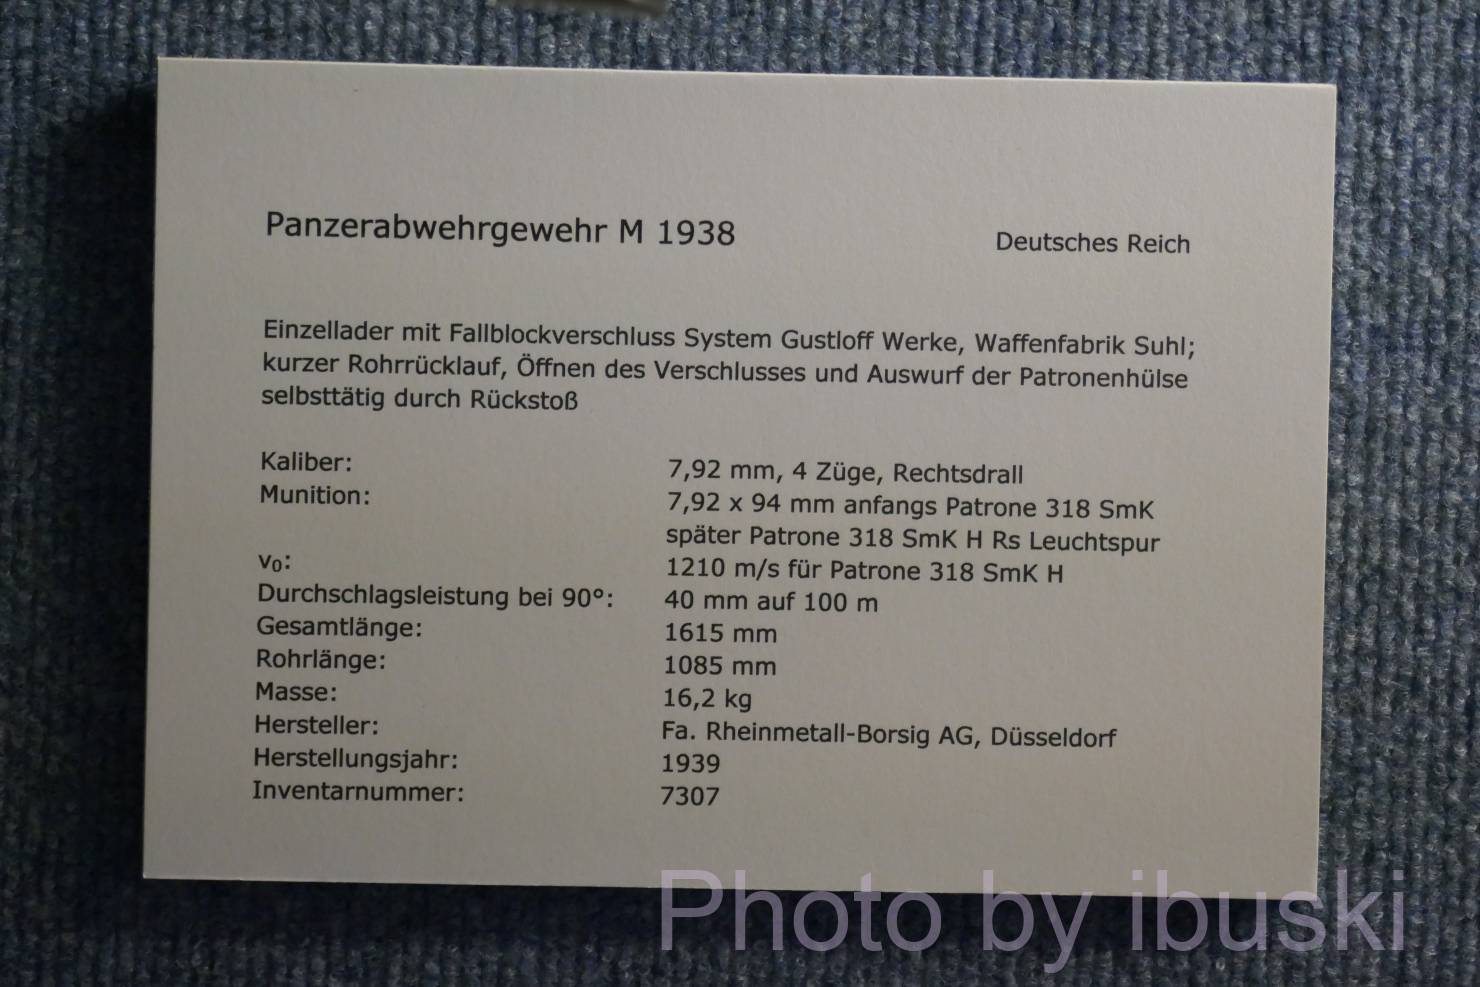 Panzerabwehrgewehr M 1938
Deutsches Reich
Einzellader mit Fallblockverschluss System Gustloff Werke, Waffenfabrik Suhl;
kurzer Rohrrücklauf, Öffnen des Verschlusses und Auswurf der Patronenhülse
selbsttätig durch Rückstoß
Kaliber: 7,92 mm, 4 Züge, Rechtsdrall
Munition: 7,92 x 94 mm anfangs Patrone 318 SmK
später Patrone 318 SmK H Rs Leuchtspur
v₀: 1210 m/s für Patrone 318 SmK H
Durchschlagsleistung bei 90°: 40 mm auf 100 m
Gesamtlänge: 1615 mm
Rohrlänge: 1085 mm
Masse: 16,2 kg
Hersteller: Fa. Rheinmetall-Borsig AG, Düsseldorf
Herstellungsjahr: 1939
Inventarnummer: 7307
Photo by ibuski